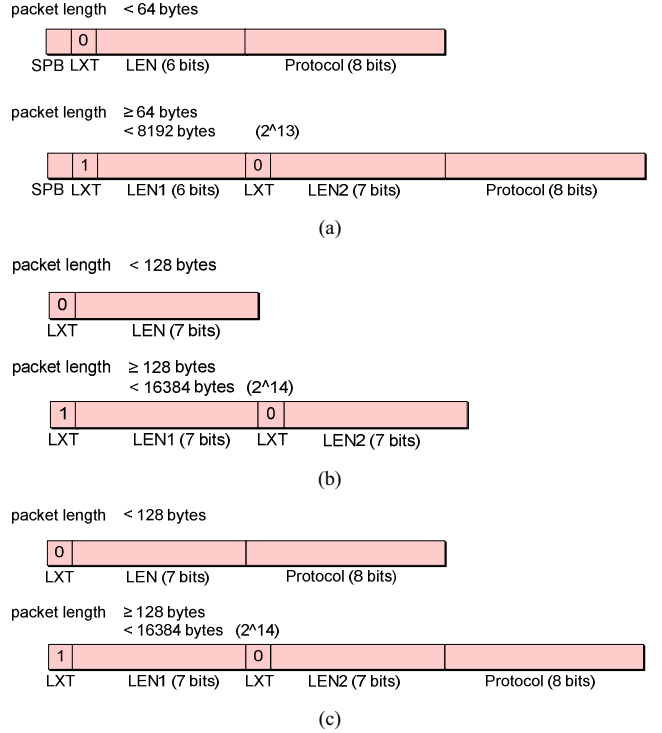 packet length < 64 bytes
0
SPB LXT LEN (6 bits) Protocol (8 bits)
packet length ≥ 64 bytes
< 8192 bytes (2^13)
1 0
SPB LXT LEN1 (6 bits) LXT LEN2 (7 bits) Protocol (8 bits)
(a)
packet length < 128 bytes
0
LXT LEN (7 bits)
packet length ≥ 128 bytes
< 16384 bytes (2^14)
1 0
LXT LEN1 (7 bits) LXT LEN2 (7 bits)
(b)
packet length < 128 bytes
0
LXT LEN (7 bits) Protocol (8 bits)
packet length ≥ 128 bytes
< 16384 bytes (2^14)
1 0
LXT LEN1 (7 bits) LXT LEN2 (7 bits) Protocol (8 bits)
(c)